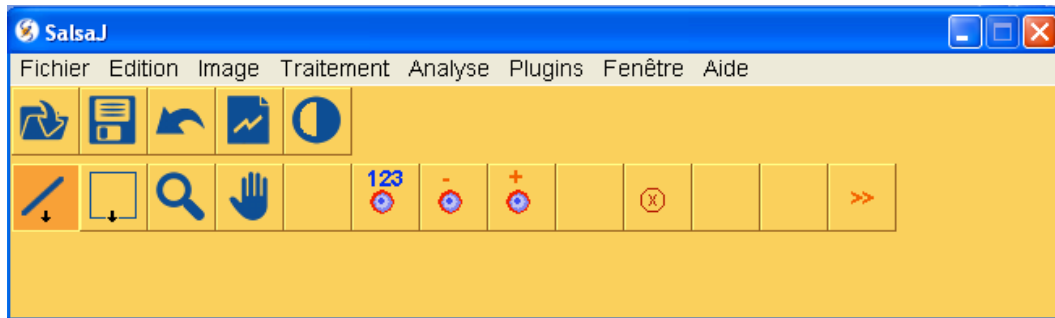 SalsaJ
Fichier Edition Image Traitement Analyse Plugins Fenêtre Aide
123
- +
X >>